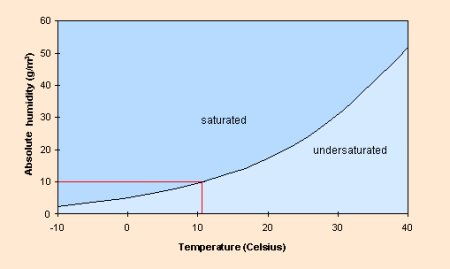 60
50
40
30
20
10
0
Absolute humidity (g/m³)
saturated
undersaturated
-10 0 10 20 30 40
Temperature (Celsius)